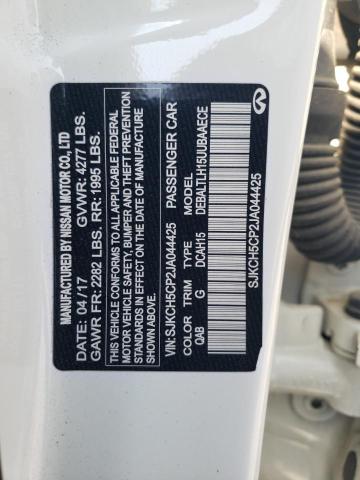 MFD BY NISSAN MOTOR CO., LTD
DATE: 04/17 GVWR: 4277 LBS.
GAWR FR: 2282 LBS. RR: 1995 LBS.
THIS VEHICLE CONFORMS TO ALL APPLICABLE FEDERAL
MOTOR VEHICLE SAFETY, BUMPER AND THEFT PREVENTION
STANDARDS IN EFFECT ON THE DATE OF MANUFACTURE
SHOWN ABOVE.
VIN: SJKCH5CP2JA044425 PASSENGER CAR
COLOR TRIM TYPE MODEL
QAB G DCAH15 DEBALTLH15UUBAAECE
SJKCH5CP2JA044425